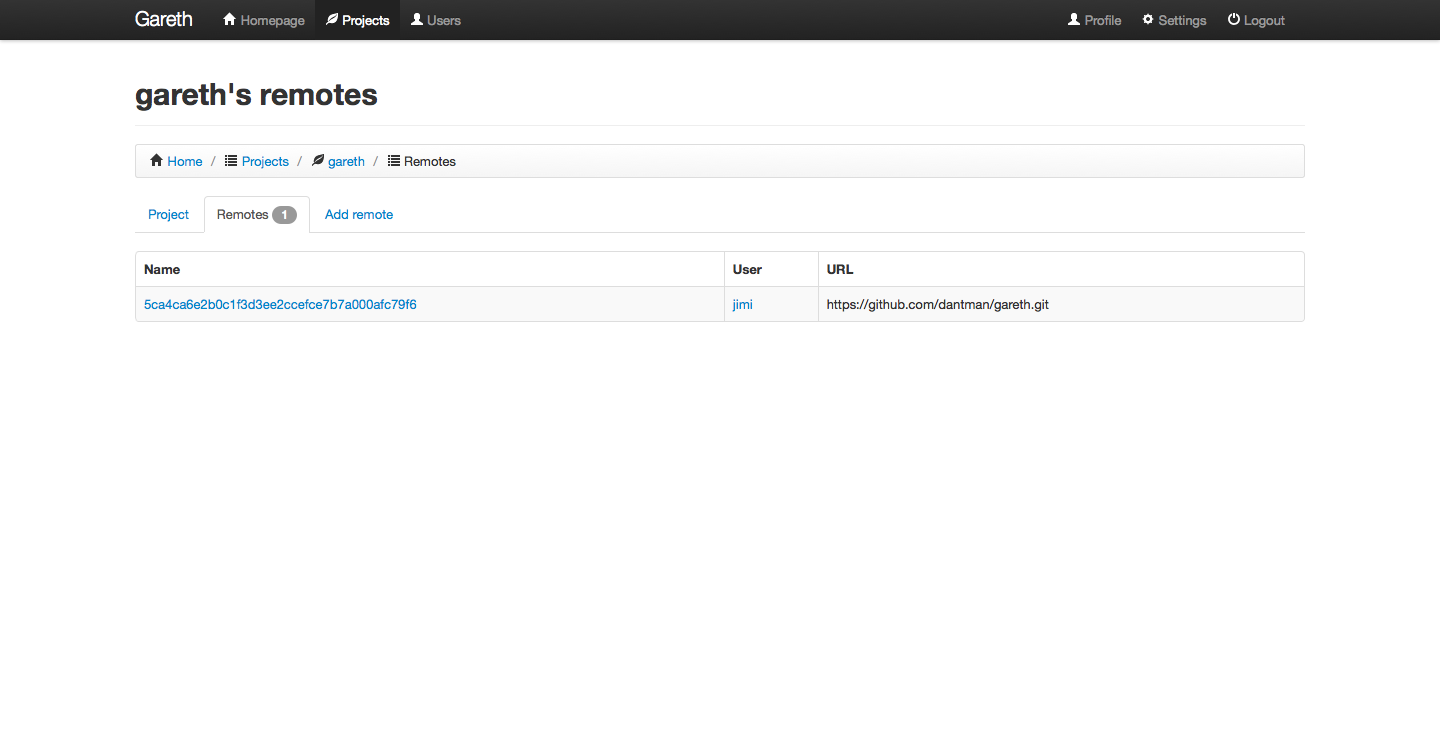 Gareth Homepage Projects Users Profile Settings Logout
gareth's remotes
Home / Projects / gareth / Remotes
Project Remotes 1 Add remote
Name User URL
5ca4ca6e2b0c1f3d3ee2ccefce7b7a000afc79f6 jimi https://github.com/dantman/gareth.git